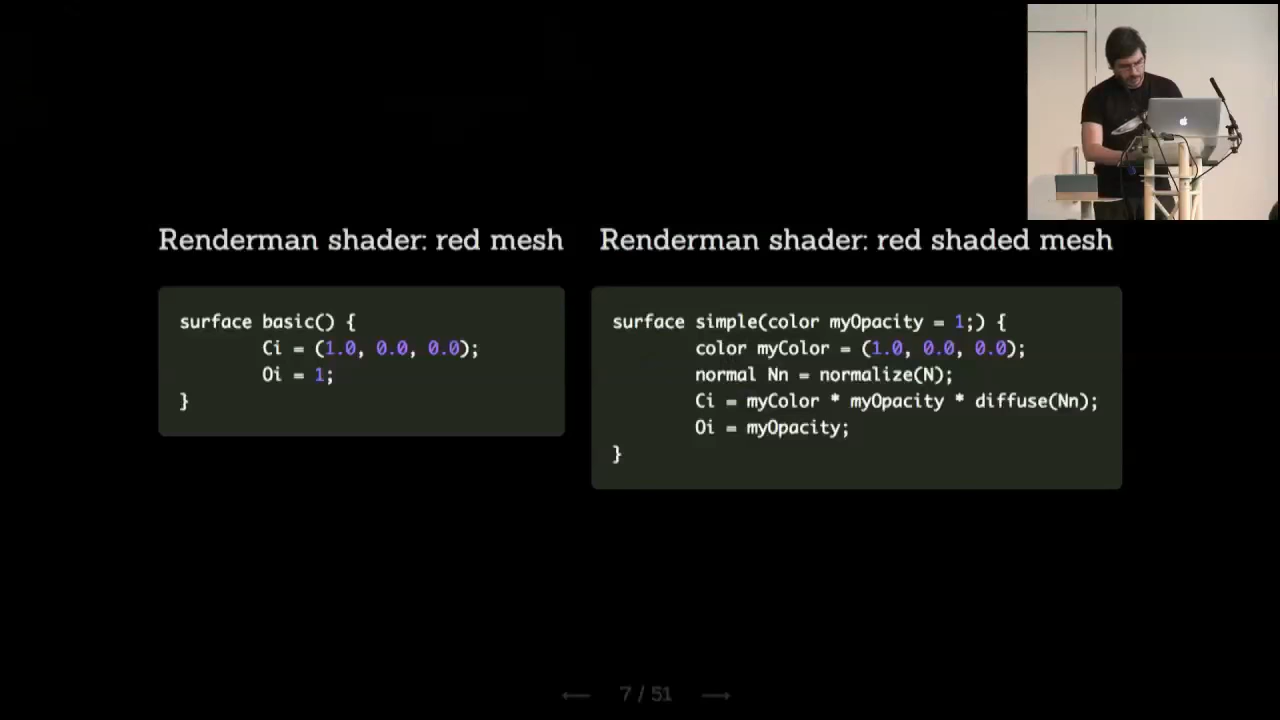 Renderman shader: red mesh
surface basic() {
Ci = (1.0, 0.0, 0.0);
Oi = 1;
}
Renderman shader: red shaded mesh
surface simple(color myOpacity = 1;) {
color myColor = (1.0, 0.0, 0.0);
normal Nn = normalize(N);
Ci = myColor * myOpacity * diffuse(Nn);
Oi = myOpacity;
}
← 7 / 51 →